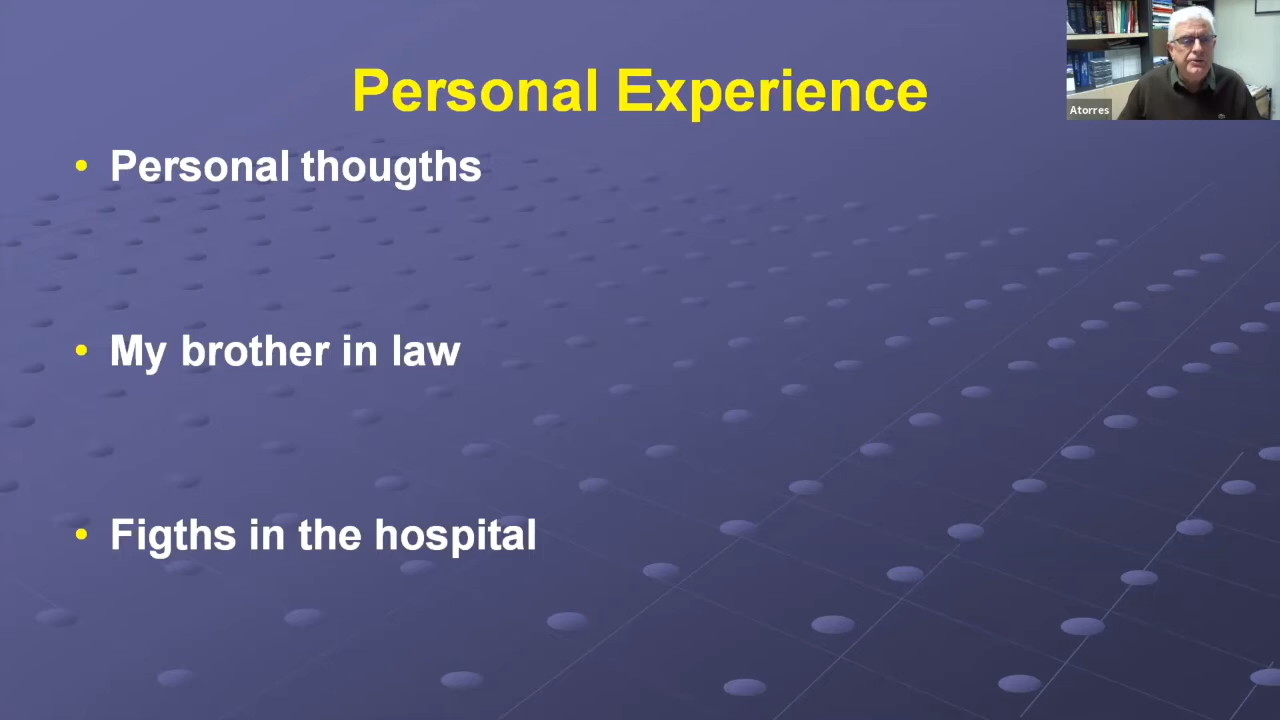 Personal Experience
Atorres
• Personal thougths
• My brother in law
• Figths in the hospital